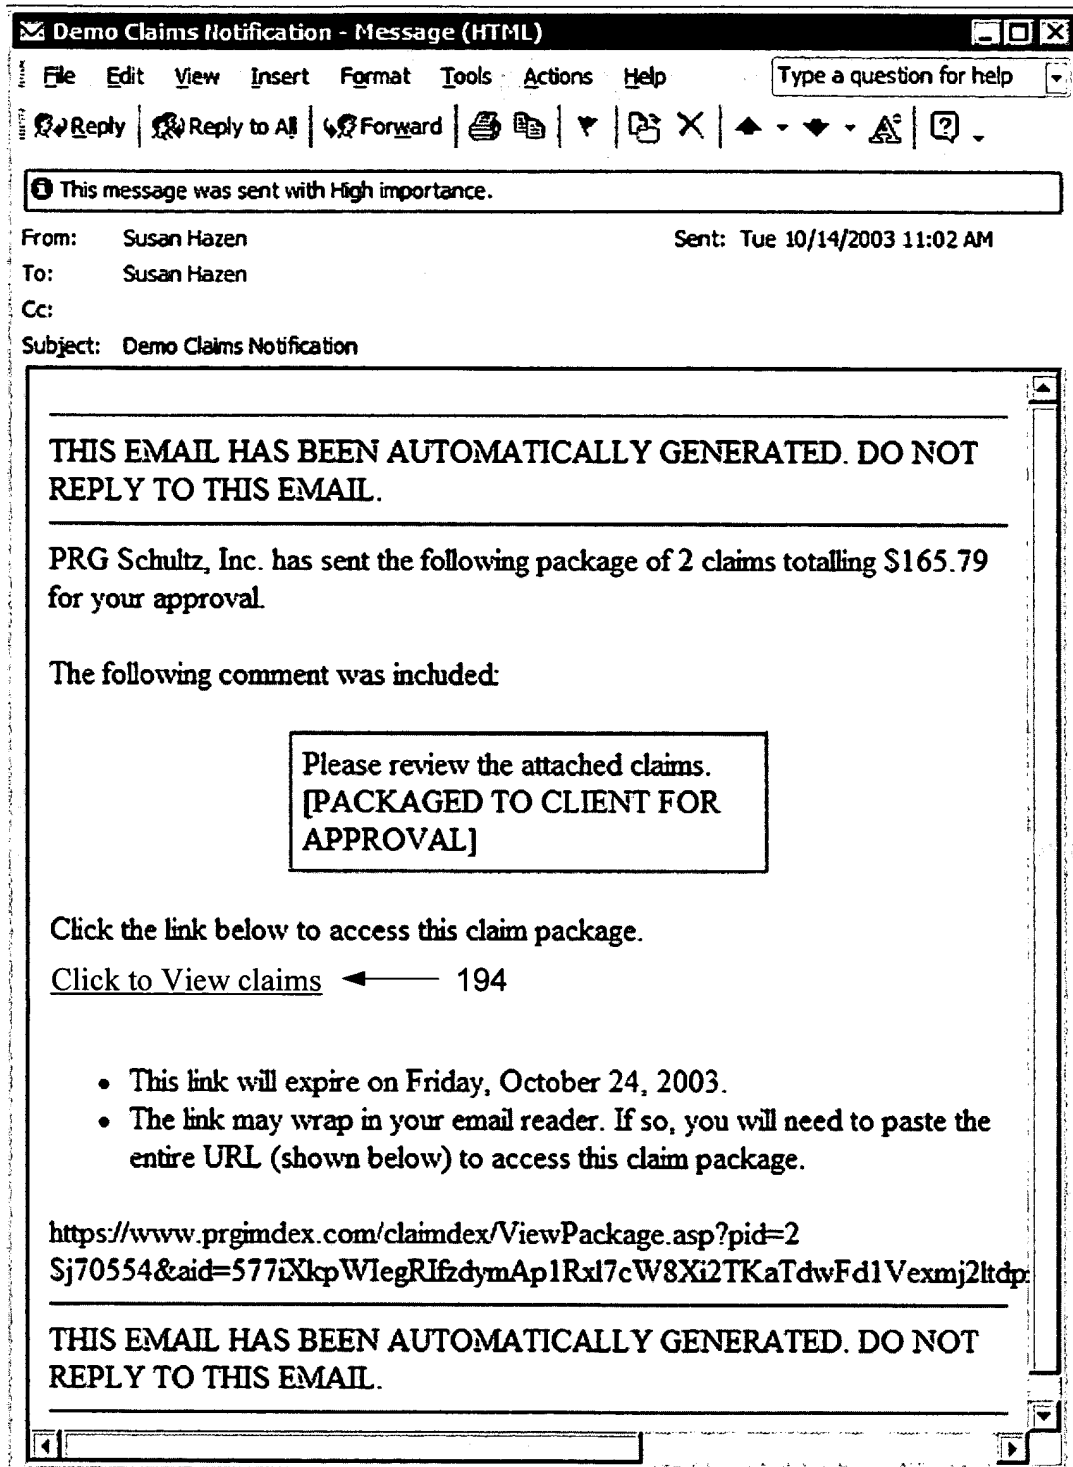 Demo Claims Notification - Message (HTML)
File Edit View Insert Format Tools Actions Help Type a question for help
Reply Reply to All Forward
This message was sent with High importance.
From: Susan Hazen Sent: Tue 10/14/2003 11:02 AM
To: Susan Hazen
Cc:
Subject: Demo Claims Notification
THIS EMAIL HAS BEEN AUTOMATICALLY GENERATED. DO NOT
REPLY TO THIS EMAIL.
PRG Schultz, Inc. has sent the following package of 2 claims totalling $165.79
for your approval.
The following comment was included:
Please review the attached claims.
[PACKAGED TO CLIENT FOR
APPROVAL]
Click the link below to access this claim package.
Click to View claims 194
• This link will expire on Friday, October 24, 2003.
• The link may wrap in your email reader. If so, you will need to paste the
entire URL (shown below) to access this claim package.
https://www.prgimdex.com/claimdex/ViewPackage.asp?pid=2
THIS EMAIL HAS BEEN AUTOMATICALLY GENERATED. DO NOT
REPLY TO THIS EMAIL.